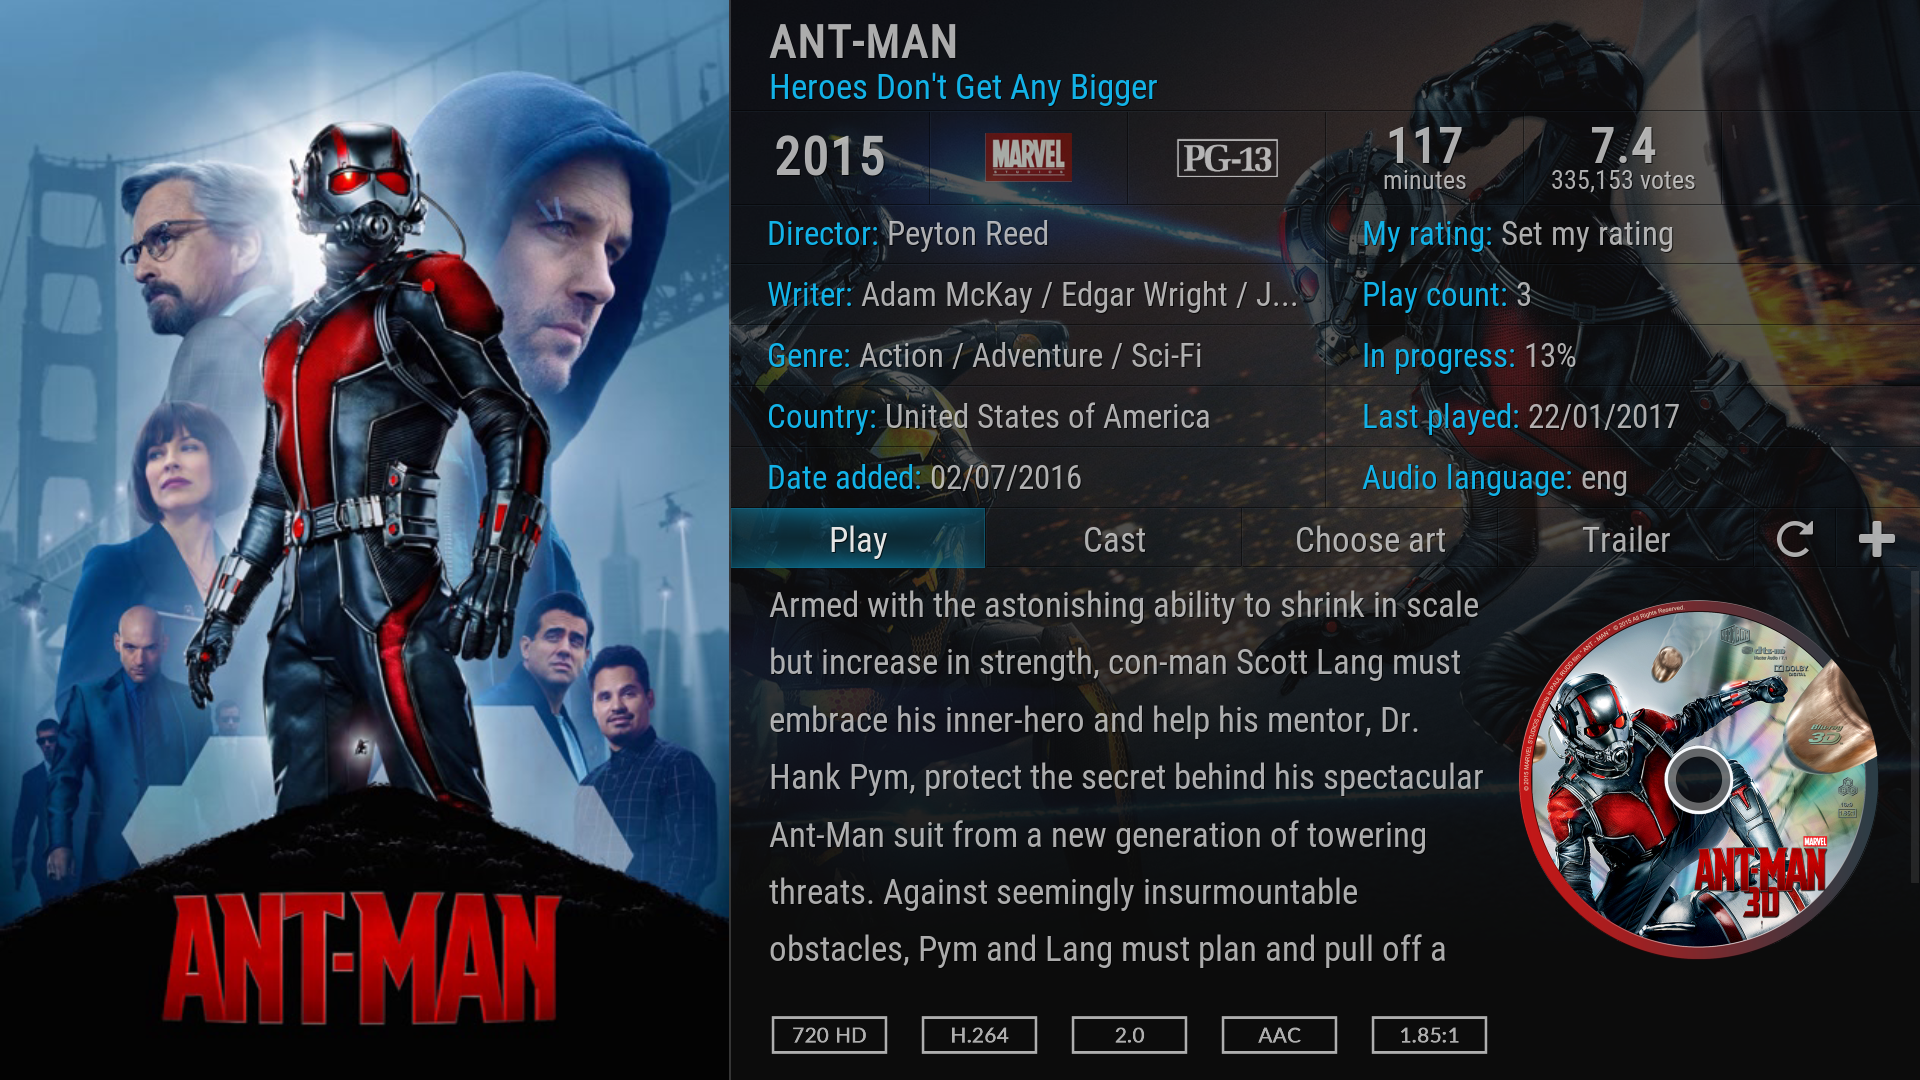 ANT-MAN
Heroes Don't Get Any Bigger
2015
MARVEL
STUDIOS
PG-13
117
minutes
7.4
335,153 votes
Director: Peyton Reed
My rating: Set my rating
Writer: Adam McKay / Edgar Wright / J...
Play count: 3
Genre: Action / Adventure / Sci-Fi
In progress: 13%
Country: United States of America
Last played: 22/01/2017
Date added: 02/07/2016
Audio language: eng
Play
Cast
Choose art
Trailer
Armed with the astonishing ability to shrink in scale
but increase in strength, con-man Scott Lang must
embrace his inner-hero and help his mentor, Dr.
Hank Pym, protect the secret behind his spectacular
Ant-Man suit from a new generation of towering
threats. Against seemingly insurmountable
obstacles, Pym and Lang must plan and pull off a
dts-HD
DOLBY
DIGITAL
3D
MARVEL
ANT-MAN
3D
ANT-MAN
720 HD
H.264
2.0
AAC
1.85:1